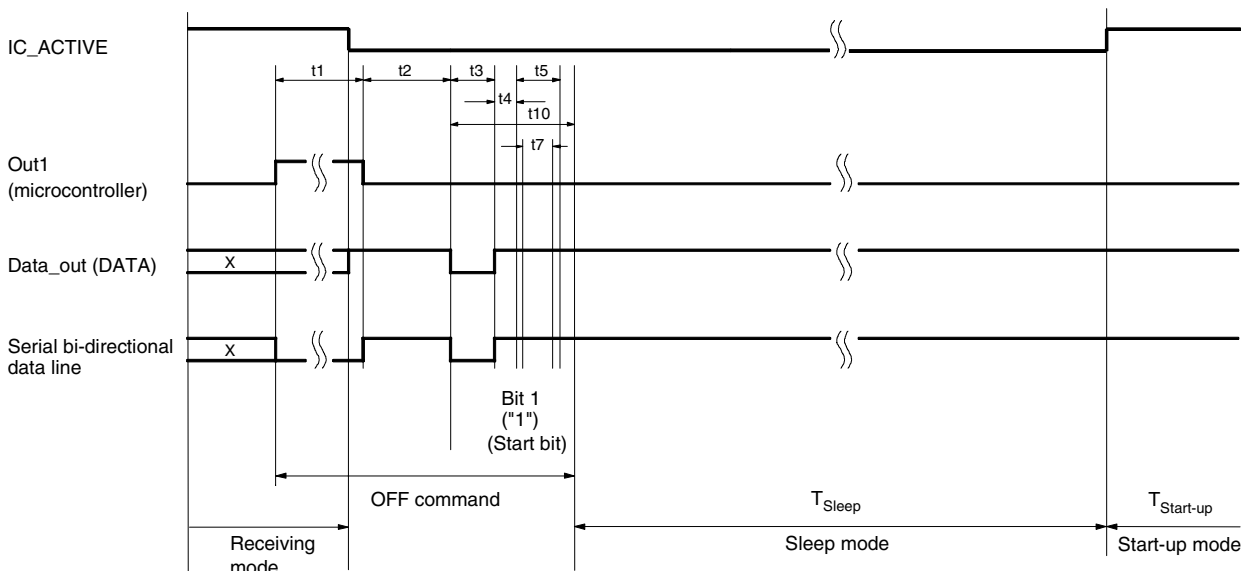 IC_ACTIVE
t1
t2
t3
t5
t4
t10
t7
Out1
(microcontroller)
Data_out (DATA)
X
Serial bi-directional
data line
X
Bit 1
("1")
(Start bit)
OFF command
TSleep
TStart-up
Receiving
mode
Sleep mode
Start-up mode